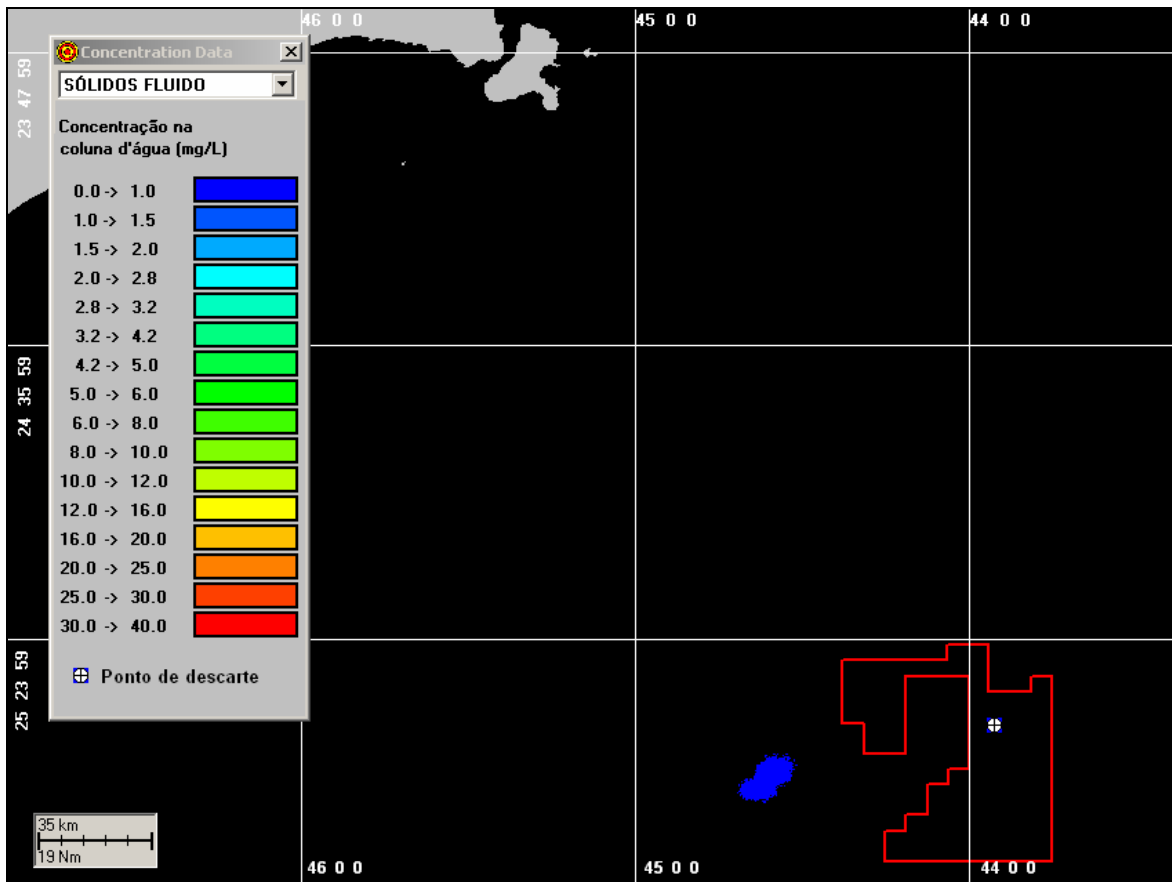 46 0 0
45 0 0
44 0 0
Concentration Data
SÓLIDOS FLUIDO
Concentração na
coluna d'água (mg/L)
0.0 -> 1.0
1.0 -> 1.5
1.5 -> 2.0
2.0 -> 2.8
2.8 -> 3.2
3.2 -> 4.2
4.2 -> 5.0
5.0 -> 6.0
6.0 -> 8.0
8.0 -> 10.0
10.0 -> 12.0
12.0 -> 16.0
16.0 -> 20.0
20.0 -> 25.0
25.0 -> 30.0
30.0 -> 40.0
Ponto de descarte
23 47 59
24 35 59
25 23 59
35 km
19 Nm
46 0 0
45 0 0
44 0 0